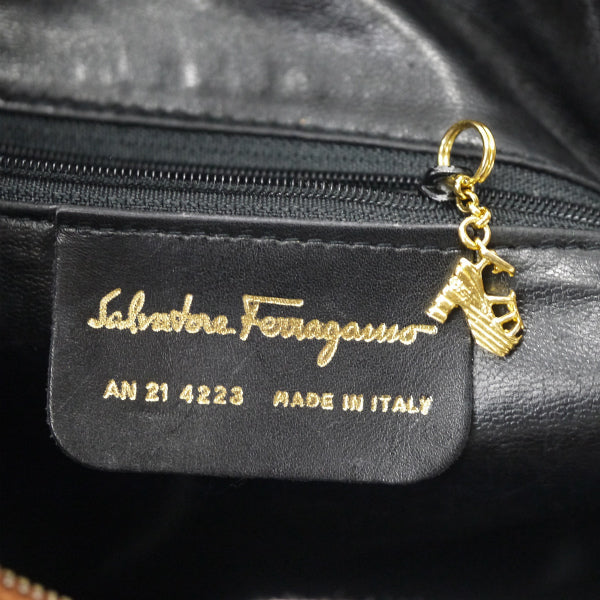 Salvatore Ferragamo
AN 21 4223 MADE IN ITALY